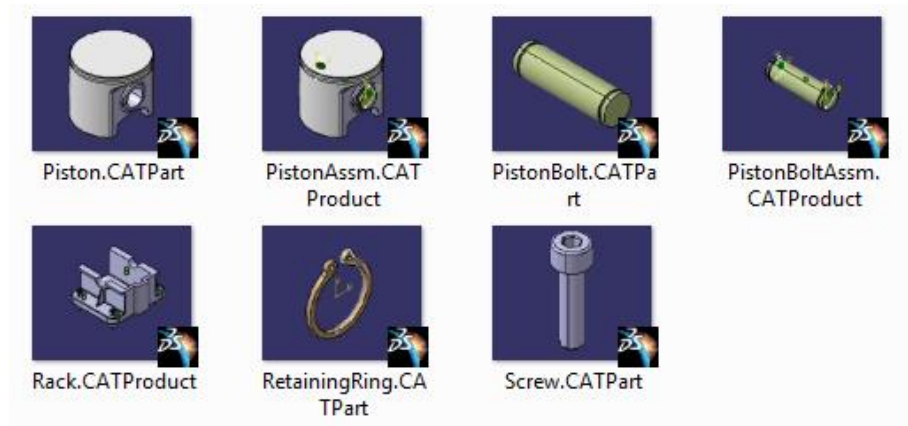 Piston.CATPart
PistonAssm.CAT
Product
PistonBolt.CATPa
rt
PistonBoltAssm.
CATProduct
Rack.CATProduct
RetainingRing.CA
TPart
Screw.CATPart